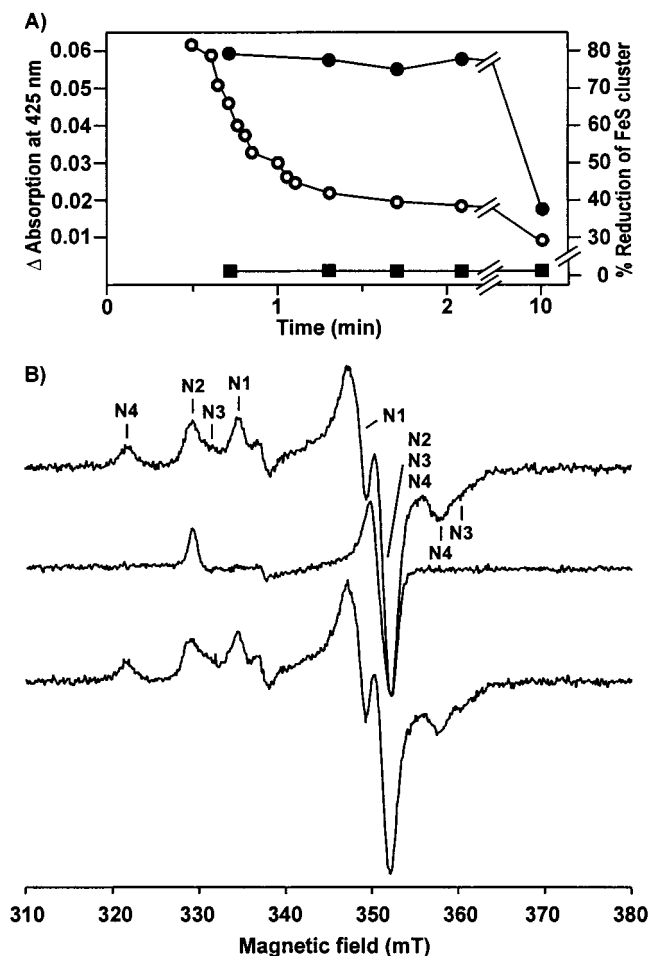 A)
Δ Absorption at 425 nm
0.06
0.05
0.04
0.03
0.02
0.01
80
70
60
50
40
30
0
% Reduction of FeS cluster
0 1 2 10
Time (min)
B)
N4 N2 N3 N1
N1
N2
N3
N4
N4 N3
310 320 330 340 350 360 370 380
Magnetic field (mT)